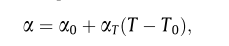 α = α₀ + α_T(T − T₀),